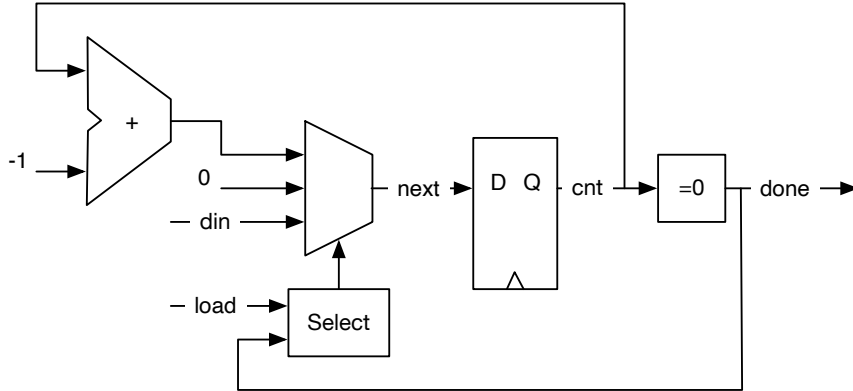 +
-1
0
next
D Q
cnt
=0
done
din
load
Select